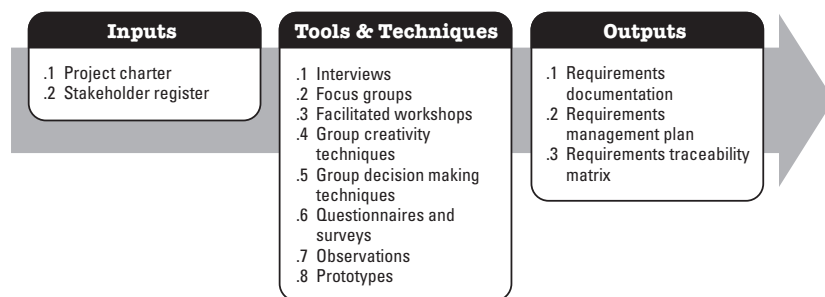 Inputs
.1 Project charter
.2 Stakeholder register
Tools & Techniques
.1 Interviews
.2 Focus groups
.3 Facilitated workshops
.4 Group creativity
techniques
.5 Group decision making
techniques
.6 Questionnaires and
surveys
.7 Observations
.8 Prototypes
Outputs
.1 Requirements
documentation
.2 Requirements
management plan
.3 Requirements traceability
matrix